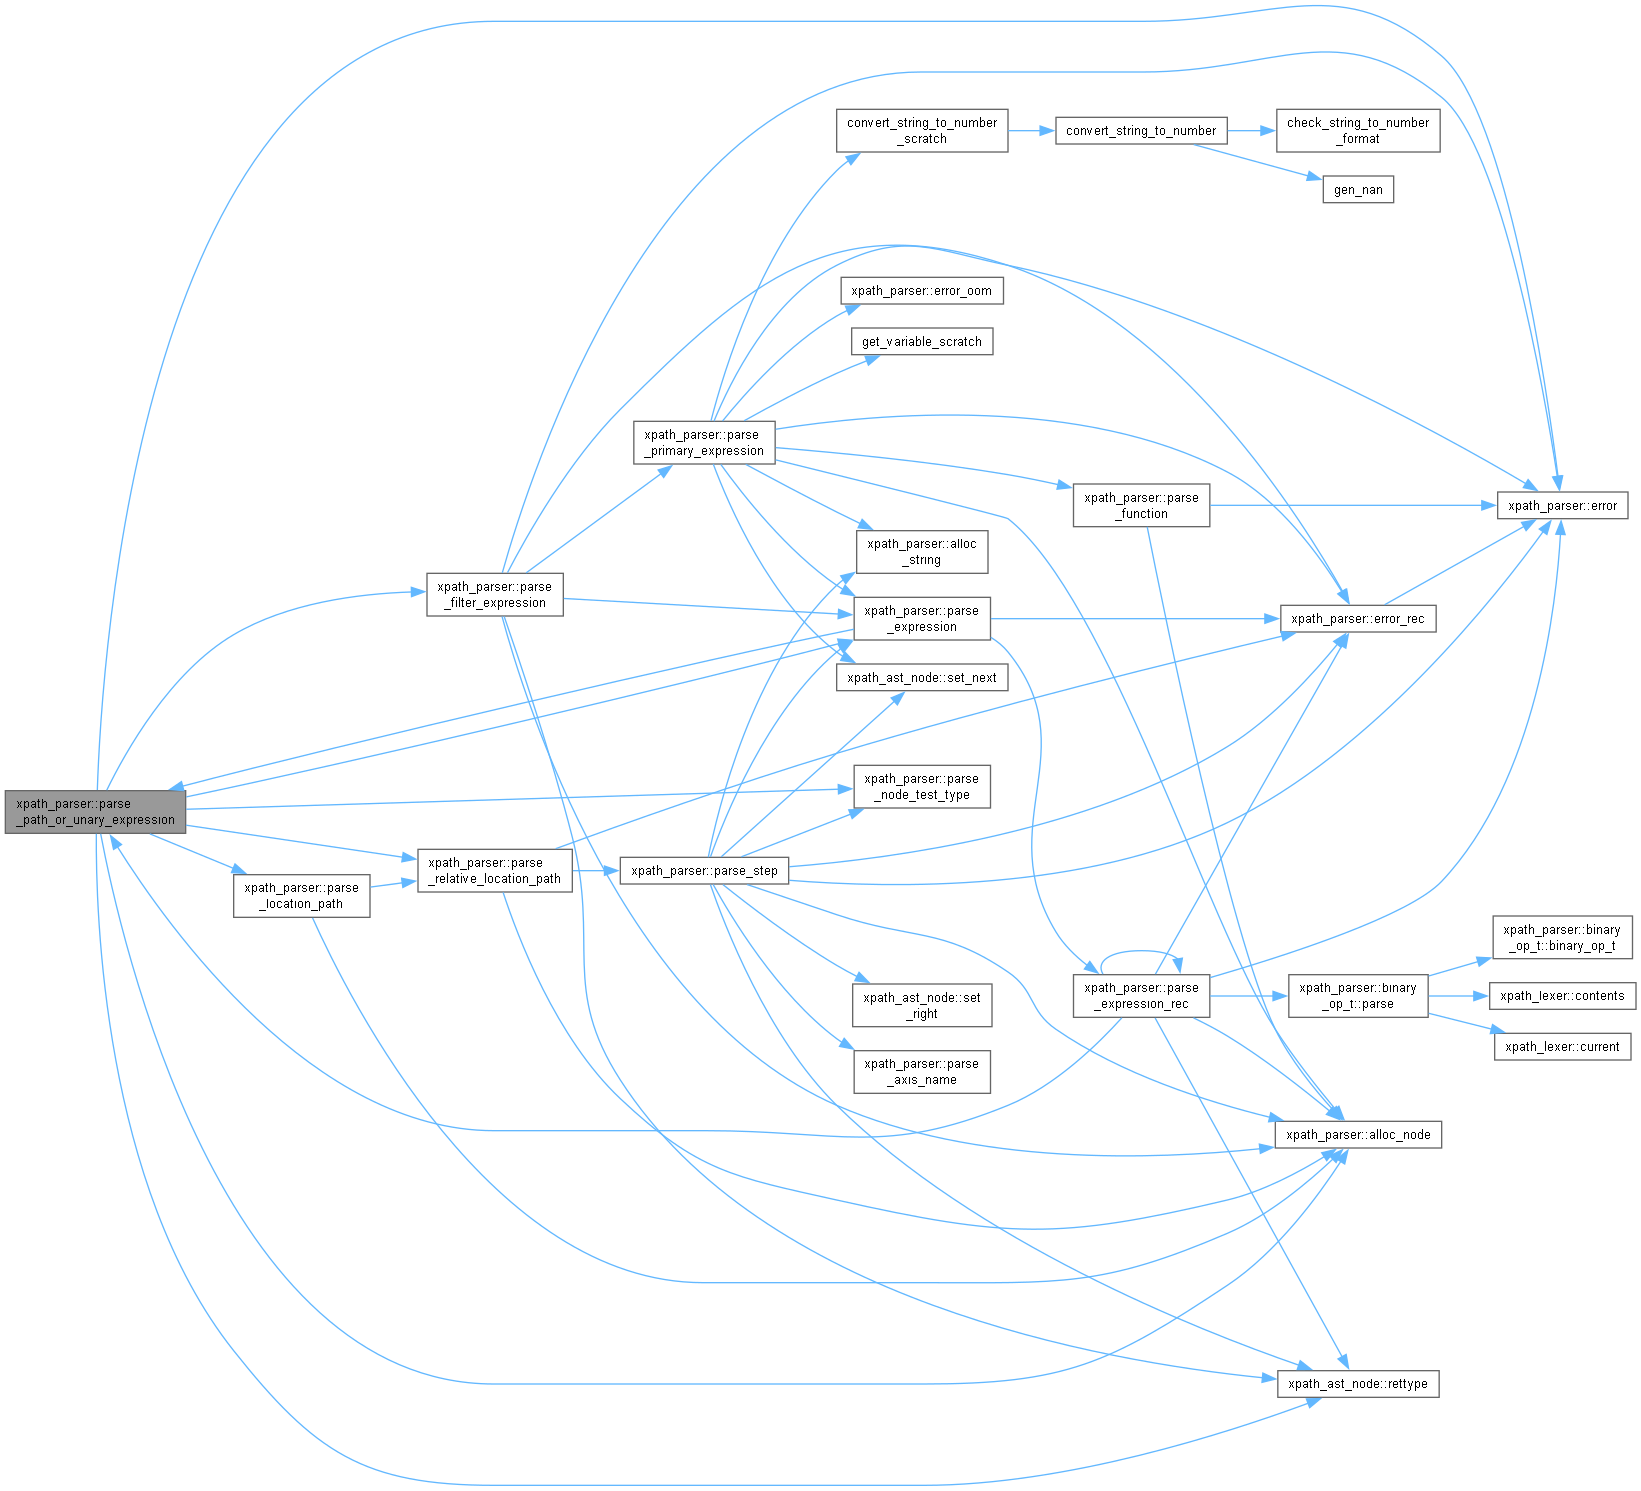 convert_string_to_number
_scratch
convert_string_to_number
check_string_to_number
_format
gen_nan
xpath_parser::error_oom
get_variable_scratch
xpath_parser::parse
_primary_expression
xpath_parser::parse
_function
xpath_parser::error
xpath_parser::alloc
_string
xpath_parser::parse
_filter_expression
xpath_parser::parse
_expression
xpath_parser::error_rec
xpath_ast_node::set_next
xpath_parser::parse
_node_test_type
xpath_parser::parse
_path_or_unary_expression
xpath_parser::parse
_relative_location_path
xpath_parser::parse_step
xpath_parser::parse
_location_path
xpath_parser::binary
_op_t::binary_op_t
xpath_ast_node::set
_right
xpath_parser::parse
_expression_rec
xpath_parser::binary
_op_t::parse
xpath_lexer::contents
xpath_lexer::current
xpath_parser::parse
_axis_name
xpath_parser::alloc_node
xpath_ast_node::rettype